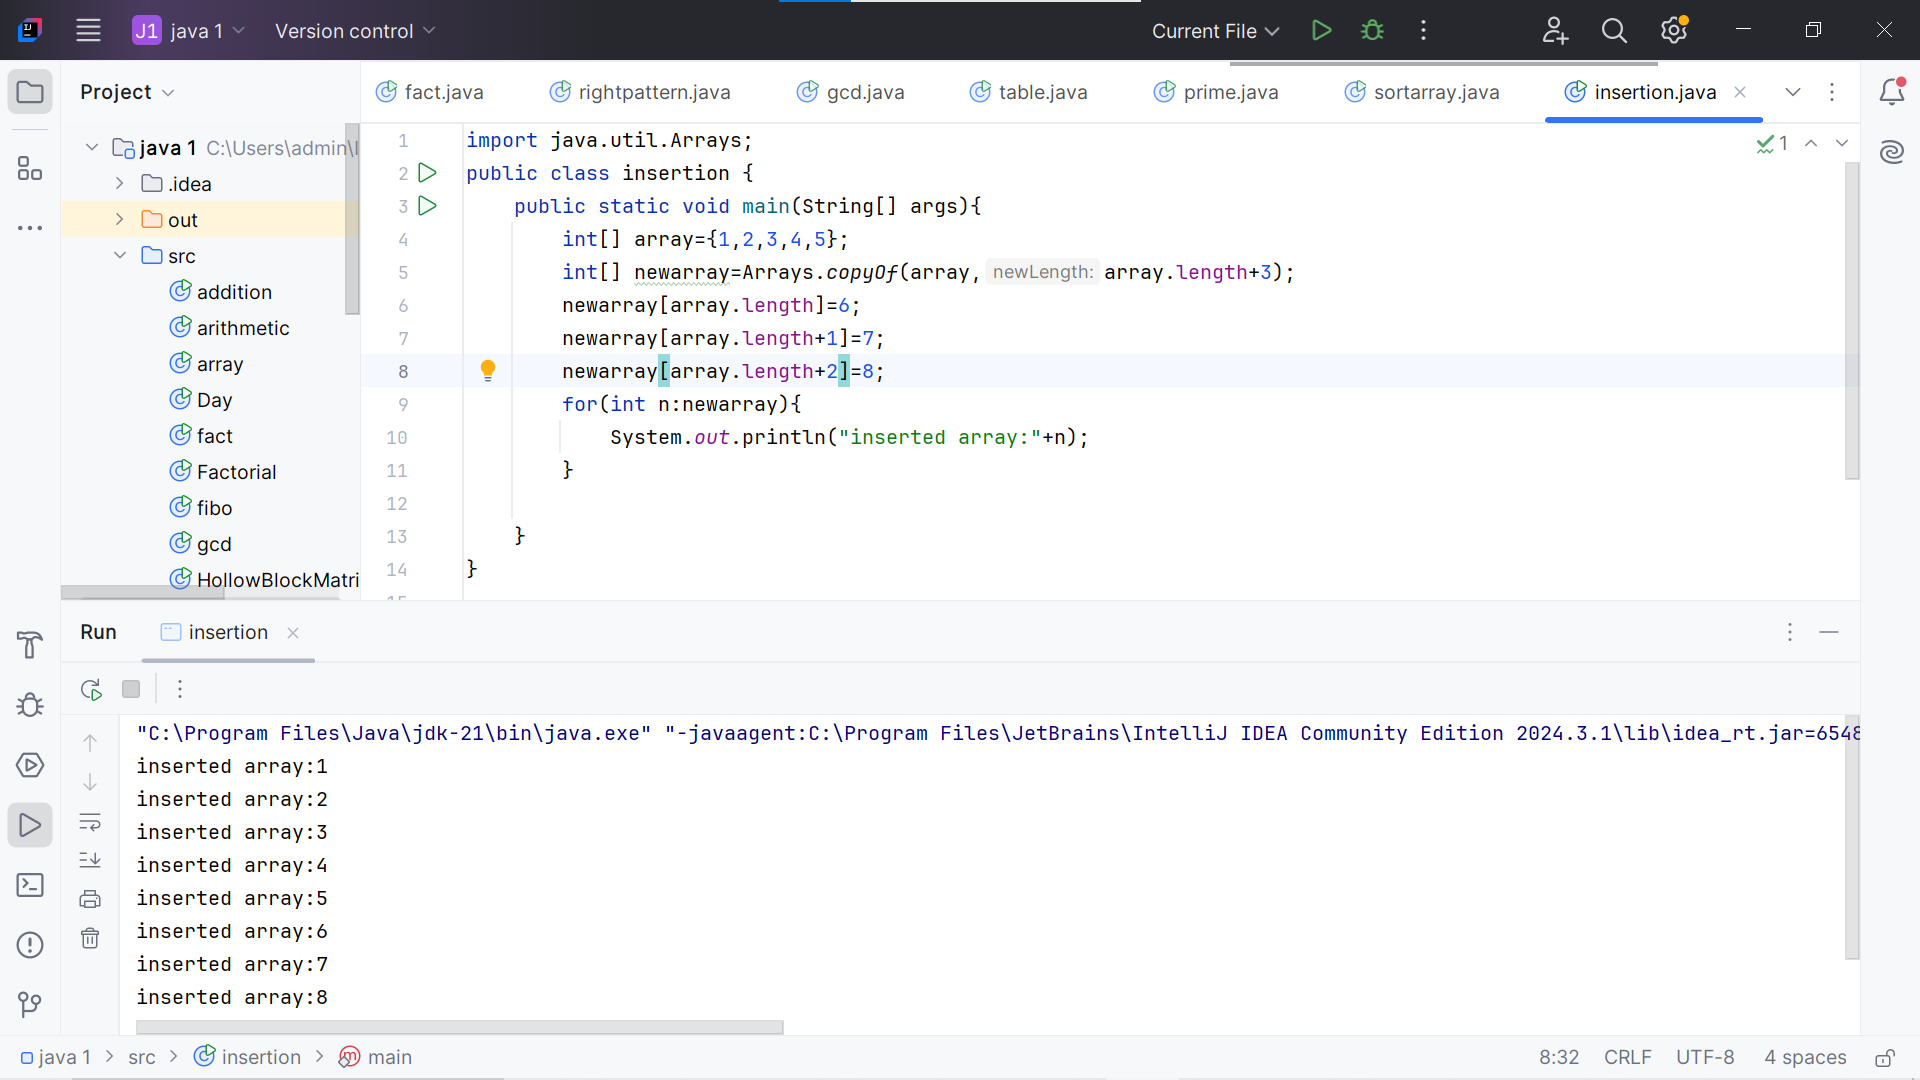 J1 java 1 Version control Current File
Project
fact.java rightpattern.java gcd.java table.java prime.java sortarray.java insertion.java
java 1 C:\Users\admin\I
.idea
out
src
addition
arithmetic
array
Day
fact
Factorial
fibo
gcd
HollowBlockMatri
1 import java.util.Arrays;
2 public class insertion {
3 public static void main(String[] args){
4 int[] array={1,2,3,4,5};
5 int[] newarray=Arrays.copyOf(array, newLength: array.length+3);
6 newarray[array.length]=6;
7 newarray[array.length+1]=7;
8 newarray[array.length+2]=8;
9 for(int n:newarray){
10 System.out.println("inserted array:"+n);
11 }
12
13 }
14 }
1
Run insertion
"C:\Program Files\Java\jdk-21\bin\java.exe" "-javaagent:C:\Program Files\JetBrains\IntelliJ IDEA Community Edition 2024.3.1\lib\idea_rt.jar=6548
inserted array:1
inserted array:2
inserted array:3
inserted array:4
inserted array:5
inserted array:6
inserted array:7
inserted array:8
java 1 > src > insertion > main 8:32 CRLF UTF-8 4 spaces